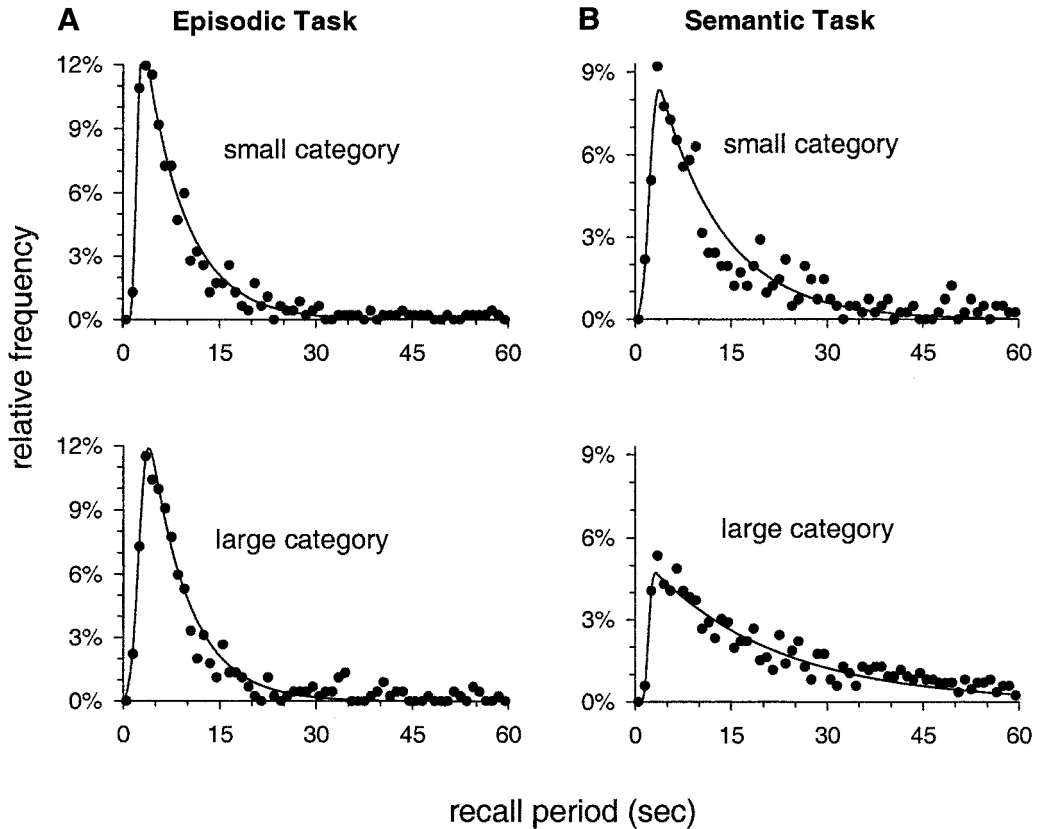 A Episodic Task
B Semantic Task
relative frequency
12%
9%
6%
3%
0%
small category
0 15 30 45 60
9%
6%
3%
0%
small category
0 15 30 45 60
12%
9%
6%
3%
0%
large category
0 15 30 45 60
9%
6%
3%
0%
large category
0 15 30 45 60
recall period (sec)